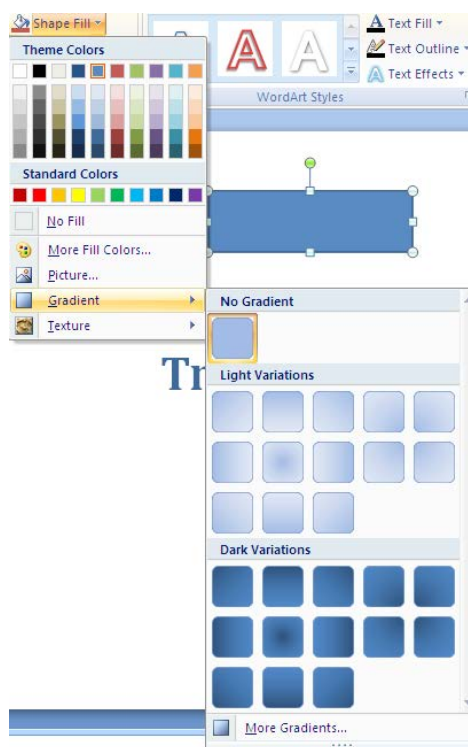 Shape Fill
Text Fill
Text Outline
Text Effects
WordArt Styles
Theme Colors
Standard Colors
No Fill
More Fill Colors...
Picture...
Gradient
Texture
No Gradient
Light Variations
Dark Variations
More Gradients...